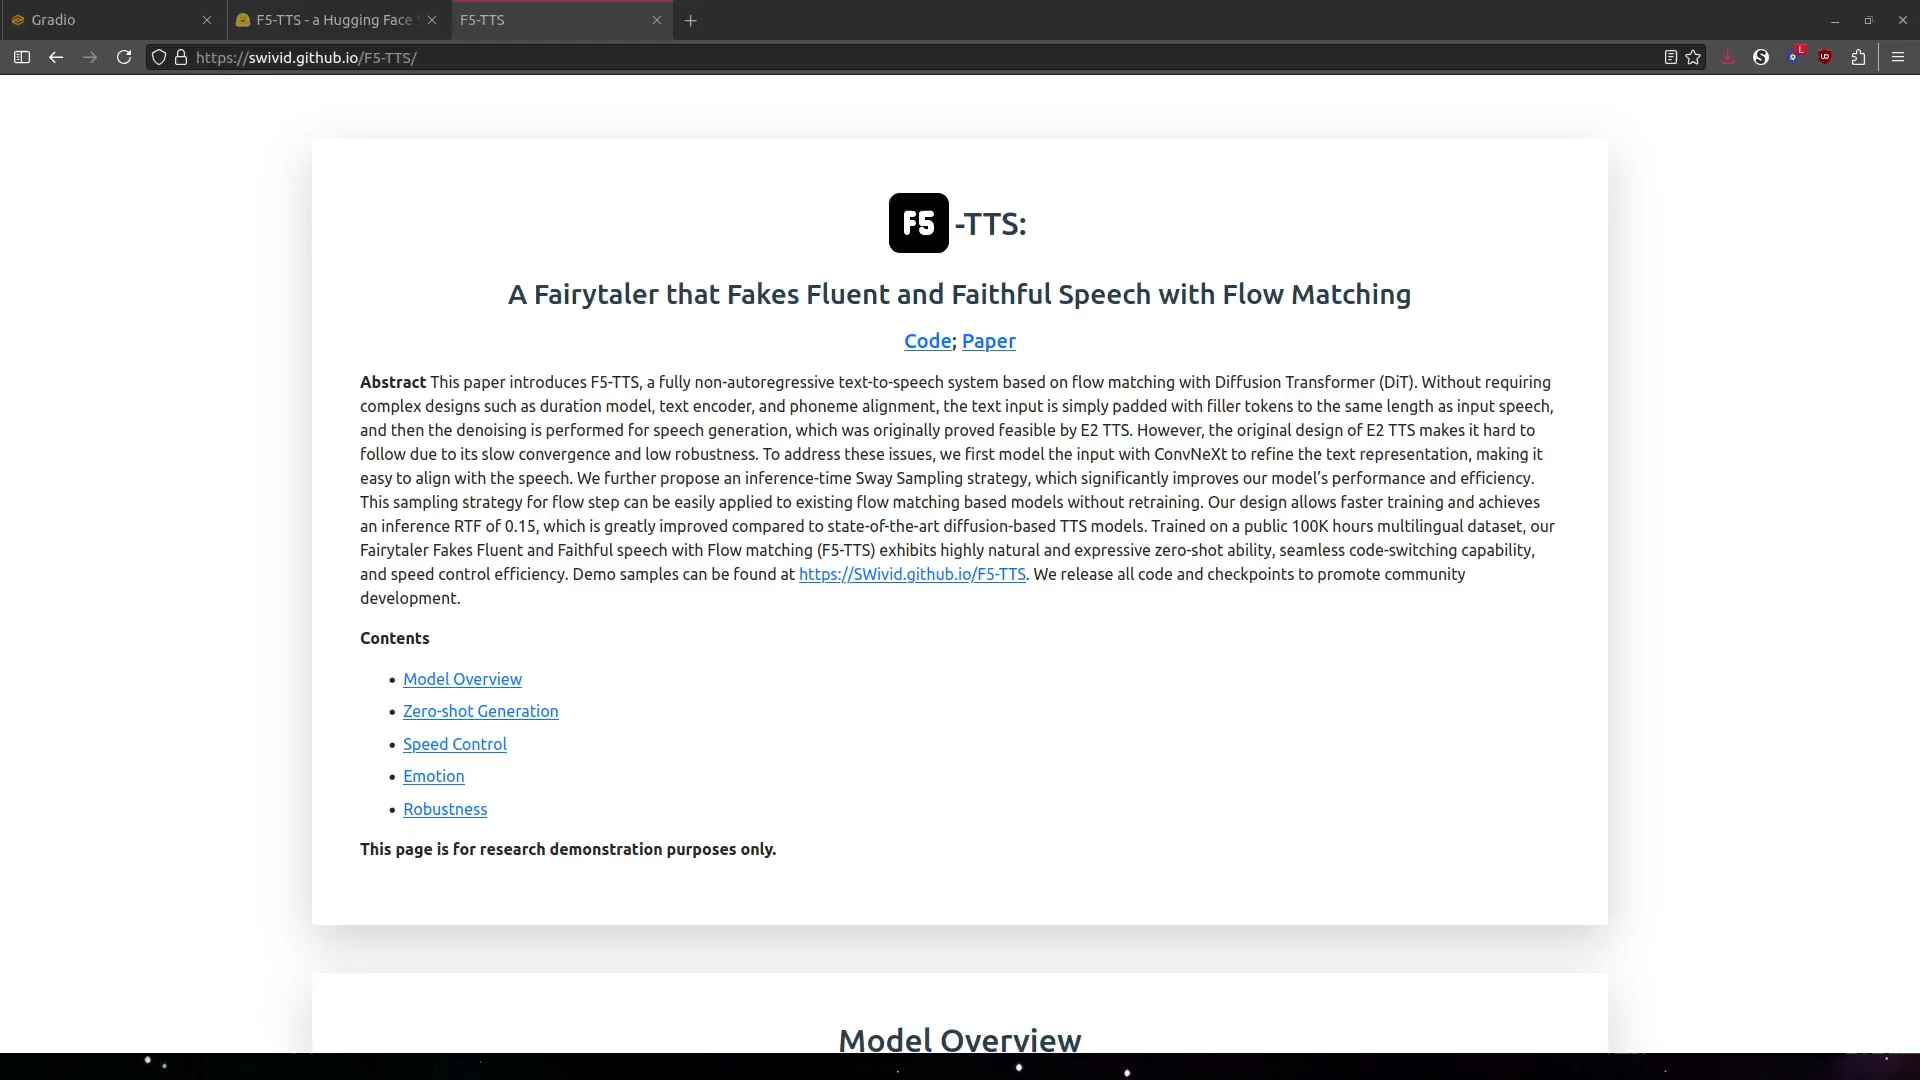 Gradio
F5-TTS - a Hugging Face
F5-TTS
https://swivid.github.io/F5-TTS/
L
F5 -TTS:
A Fairytaler that Fakes Fluent and Faithful Speech with Flow Matching
Code; Paper
Abstract This paper introduces F5-TTS, a fully non-autoregressive text-to-speech system based on flow matching with Diffusion Transformer (DiT). Without requiring
complex designs such as duration model, text encoder, and phoneme alignment, the text input is simply padded with filler tokens to the same length as input speech,
and then the denoising is performed for speech generation, which was originally proved feasible by E2 TTS. However, the original design of E2 TTS makes it hard to
follow due to its slow convergence and low robustness. To address these issues, we first model the input with ConvNeXt to refine the text representation, making it
easy to align with the speech. We further propose an inference-time Sway Sampling strategy, which significantly improves our model’s performance and efficiency.
This sampling strategy for flow step can be easily applied to existing flow matching based models without retraining. Our design allows faster training and achieves
an inference RTF of 0.15, which is greatly improved compared to state-of-the-art diffusion-based TTS models. Trained on a public 100K hours multilingual dataset, our
Fairytaler Fakes Fluent and Faithful speech with Flow matching (F5-TTS) exhibits highly natural and expressive zero-shot ability, seamless code-switching capability,
and speed control efficiency. Demo samples can be found at https://SWivid.github.io/F5-TTS. We release all code and checkpoints to promote community
development.
Contents
• Model Overview
• Zero-shot Generation
• Speed Control
• Emotion
• Robustness
This page is for research demonstration purposes only.
Model Overview